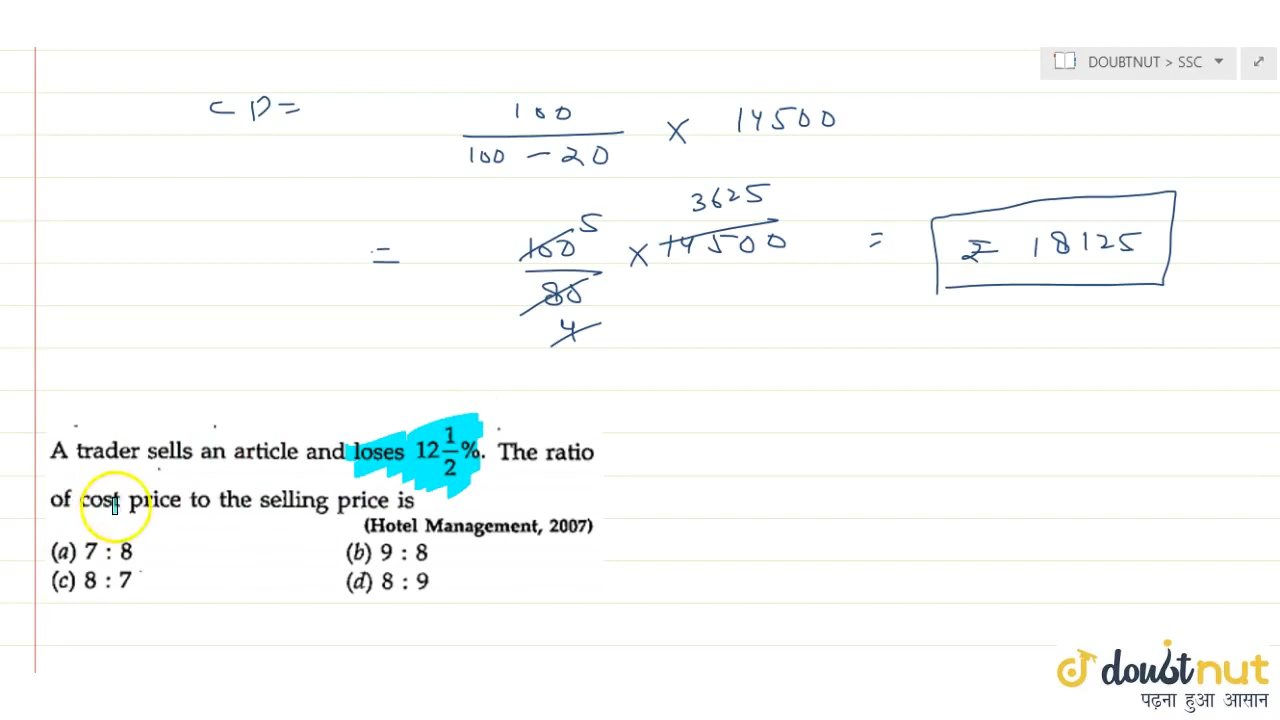 DOUBTNUT > SSC
C P = 100 / 100 - 20 × 14500
= 100 5 / 80 4 × 14500 3625 = ₹ 18125
A trader sells an article and loses 12 1/2 %. The ratio
of cost price to the selling price is
(Hotel Management, 2007)
(a) 7 : 8 (b) 9 : 8
(c) 8 : 7 (d) 8 : 9
doubtnut
पढ़ना हुआ आसान